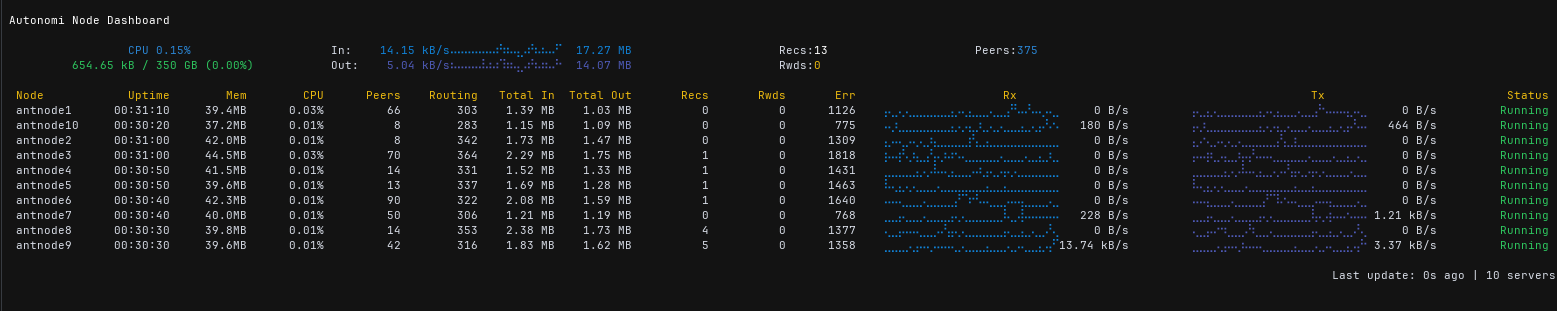 Autonomi Node Dashboard
CPU 0.15% In: 14.15 kB/s 17.27 MB Recs:13 Peers:375
654.65 kB / 350 GB (0.00%) Out: 5.04 kB/s 14.07 MB Rwds:0
Node Uptime Mem CPU Peers Routing Total In Total Out Recs Rwds Err Rx Tx Status
antnode1 00:31:10 39.4MB 0.03% 66 303 1.39 MB 1.03 MB 0 0 1126 0 B/s 0 B/s Running
antnode10 00:30:20 37.2MB 0.01% 8 283 1.15 MB 1.09 MB 0 0 775 180 B/s 464 B/s Running
antnode2 00:31:00 42.0MB 0.01% 8 342 1.73 MB 1.47 MB 0 0 1309 0 B/s 0 B/s Running
antnode3 00:31:00 44.5MB 0.03% 70 364 2.29 MB 1.75 MB 1 0 1818 0 B/s 0 B/s Running
antnode4 00:30:50 41.5MB 0.01% 14 331 1.52 MB 1.33 MB 1 0 1431 0 B/s 0 B/s Running
antnode5 00:30:50 39.6MB 0.01% 13 337 1.69 MB 1.28 MB 1 0 1463 0 B/s 0 B/s Running
antnode6 00:30:40 42.3MB 0.01% 90 322 2.08 MB 1.59 MB 1 0 1640 0 B/s 0 B/s Running
antnode7 00:30:40 40.0MB 0.01% 50 306 1.21 MB 1.19 MB 0 0 768 228 B/s 1.21 kB/s Running
antnode8 00:30:30 39.8MB 0.01% 14 353 2.38 MB 1.73 MB 4 0 1377 0 B/s 0 B/s Running
antnode9 00:30:30 39.6MB 0.01% 42 316 1.83 MB 1.62 MB 5 0 1358 13.74 kB/s 3.37 kB/s Running
Last update: 0s ago | 10 servers